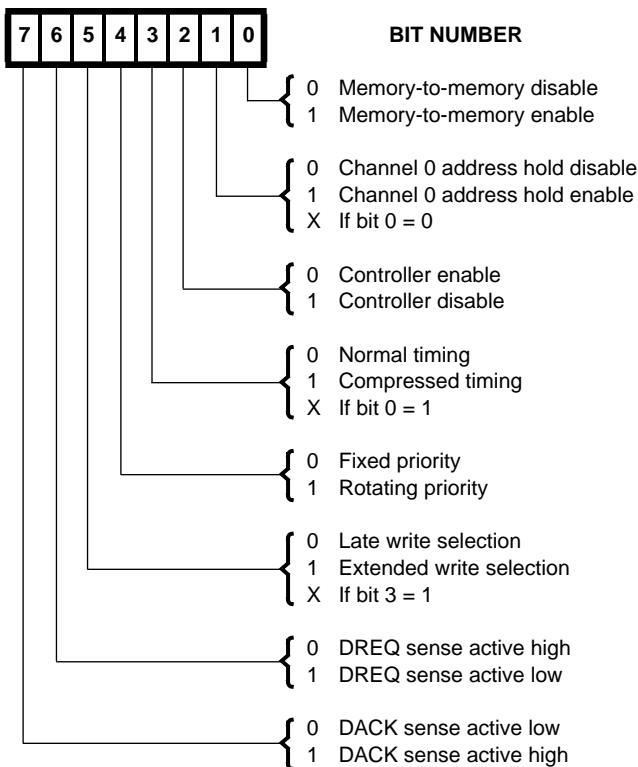 7 6 5 4 3 2 1 0 BIT NUMBER
0 Memory-to-memory disable
1 Memory-to-memory enable
0 Channel 0 address hold disable
1 Channel 0 address hold enable
X If bit 0 = 0
0 Controller enable
1 Controller disable
0 Normal timing
1 Compressed timing
X If bit 0 = 1
0 Fixed priority
1 Rotating priority
0 Late write selection
1 Extended write selection
X If bit 3 = 1
0 DREQ sense active high
1 DREQ sense active low
0 DACK sense active low
1 DACK sense active high